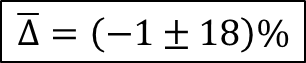 Δ̅ = (−1 ± 18)%